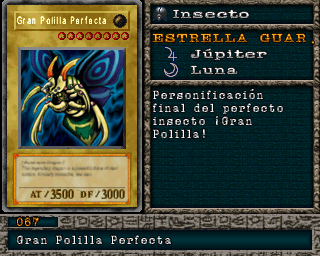 Gran Polilla Perfecta
AT/3500 DF/3000
Insecto
ESTRELLA GUAR.
Júpiter
Luna
Personificación
final del perfecto
insecto ¡Gran
Polilla!
067
Gran Polilla Perfecta